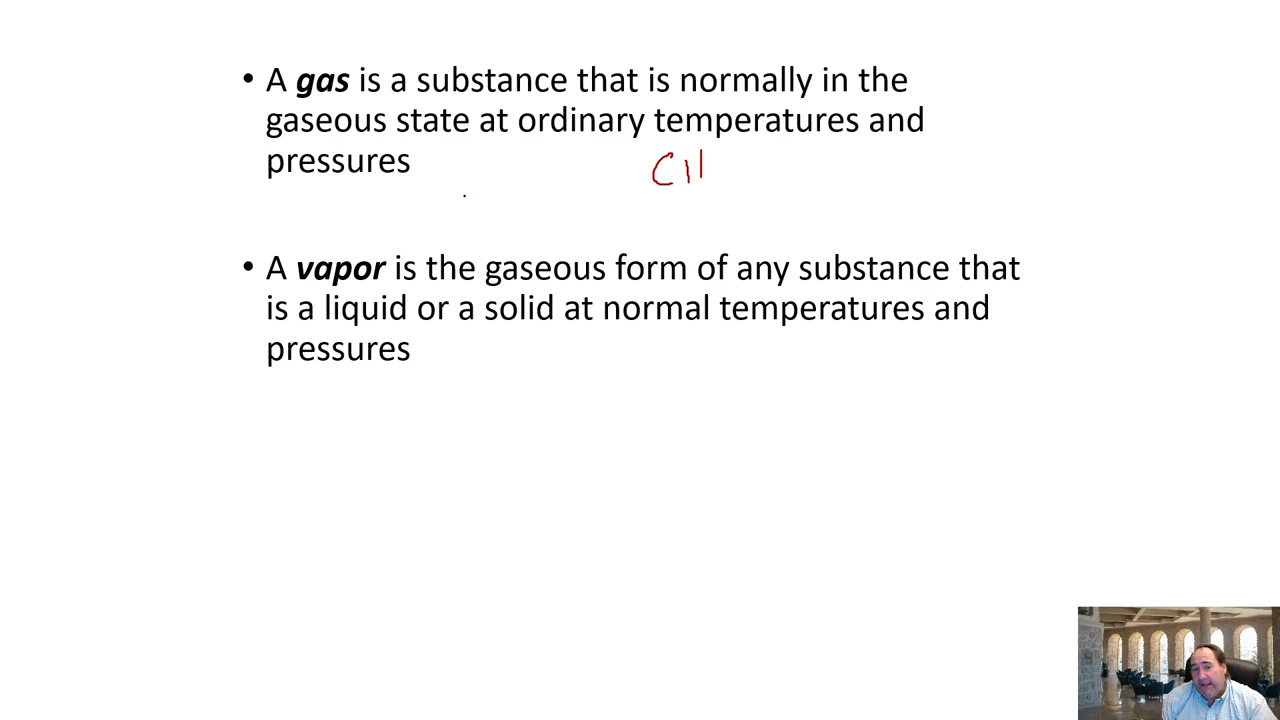 • A gas is a substance that is normally in the
gaseous state at ordinary temperatures and
pressures
• A vapor is the gaseous form of any substance that
is a liquid or a solid at normal temperatures and
pressures